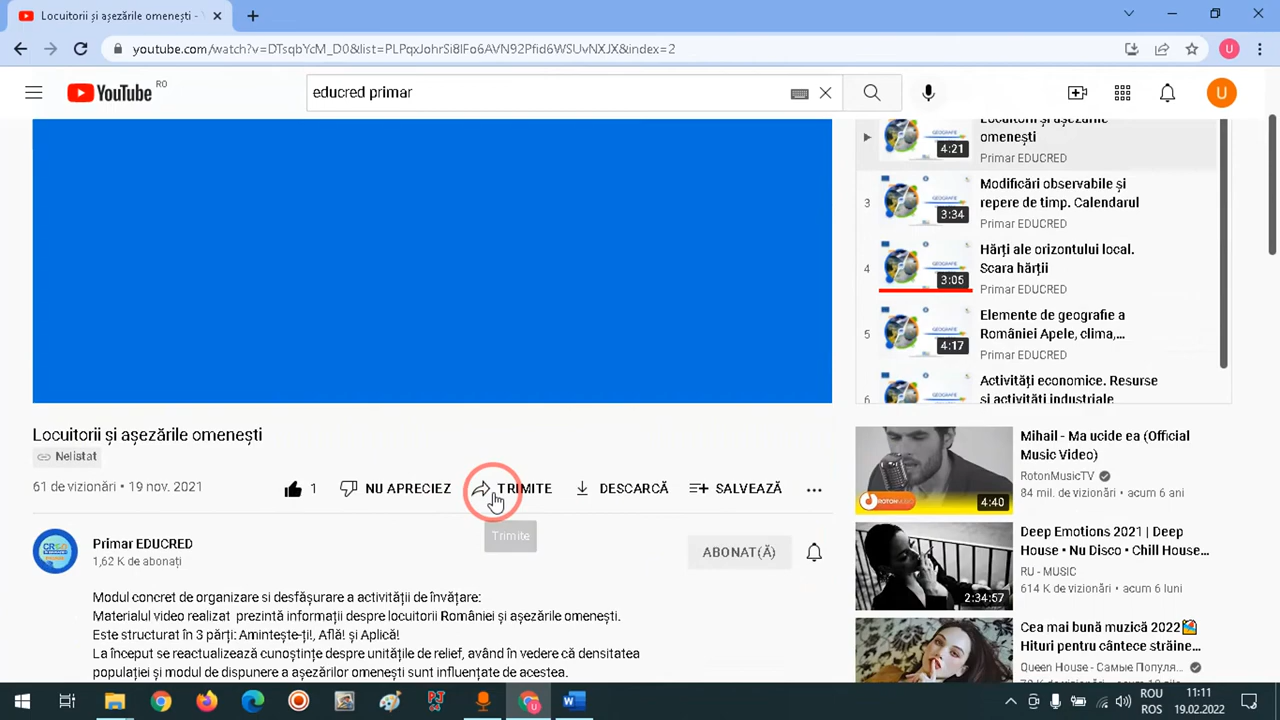 Locuitorii și așezările omenești -
youtube.com/watch?v=DTsqbYcM_D0&list=PLPqxJohrSi8IFo6AVN92Pfid6WSUvNXJX&index=2
U
YouTube RO
educred primar
U
Locuitorii și așezările
omenești
4:21
Primar EDUCRED
3
Modificări observabile și
repere de timp. Calendarul
GEOGRAFIE
3:34
Primar EDUCRED
4
Hărți ale orizontului local.
Scara hărții
GEOGRAFIE
3:05
Primar EDUCRED
5
Elemente de geografie a
României Apele, clima,...
GEOGRAFIE
4:17
Primar EDUCRED
6
Activități economice. Resurse
și activități industriale
Locuitorii și așezările omenești
Nelistat
61 de vizionări • 19 nov. 2021
1
NU APRECIEZ
TRIMITE
DESCARCĂ
SALVEAZĂ
Trimite
Primar EDUCRED
1,62 K de abonați
ABONAT(Ă)
Modul concret de organizare si desfășurare a activității de învățare:
Materialul video realizat prezintă informații despre locuitorii României și așezările omenești.
Este structurat în 3 părți: Amintește-ți!, Află! și Aplică!
La început se reactualizează cunoștințe despre unitățile de relief, având în vedere că densitatea
populației și modul de dispunere a așezărilor omenești sunt influențate de acestea.
Mihail - Ma ucide ea (Official
Music Video)
RotonMusicTV
84 mil. de vizionări • acum 6 ani
4:40
Deep Emotions 2021 | Deep
House • Nu Disco • Chill House...
RU - MUSIC
614 K de vizionări • acum 6 luni
2:34:57
Cea mai bună muzică 2022
Hituri pentru cântece străine...
Queen House - Самые Популя...
ROU
ROS
11:11
19.02.2022